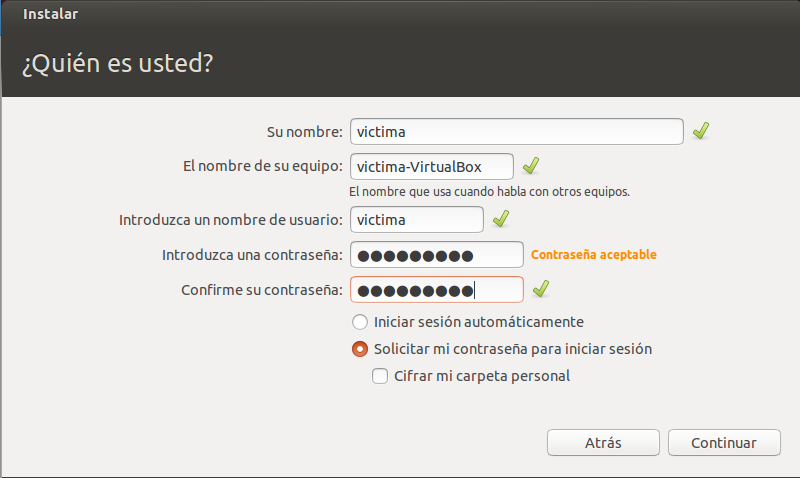 Instalar
¿Quién es usted?
Su nombre: victima
El nombre de su equipo: victima-VirtualBox
El nombre que usa cuando habla con otros equipos.
Introduzca un nombre de usuario: victima
Introduzca una contraseña: ●●●●●●●●● Contraseña aceptable
Confirme su contraseña: ●●●●●●●●●
Iniciar sesión automáticamente
Solicitar mi contraseña para iniciar sesión
Cifrar mi carpeta personal
Atrás Continuar